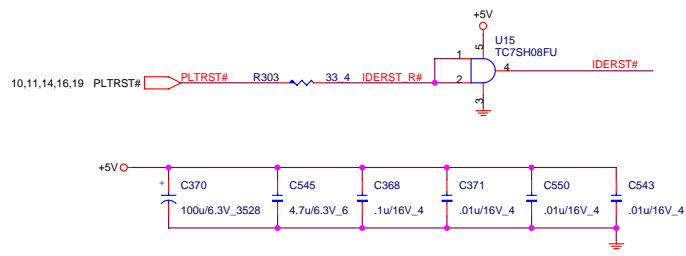 +5V
U15
TC7SH08FU
5
1
2
4
3
IDERST#
10,11,14,16,19 PLTRST#
PLTRST#
R303
33_4
IDERST_R#
+5V
+
C370
100u/6.3V_3528
C545
4.7u/6.3V_6
C368
.1u/16V_4
C371
.01u/16V_4
C550
.01u/16V_4
C543
.01u/16V_4